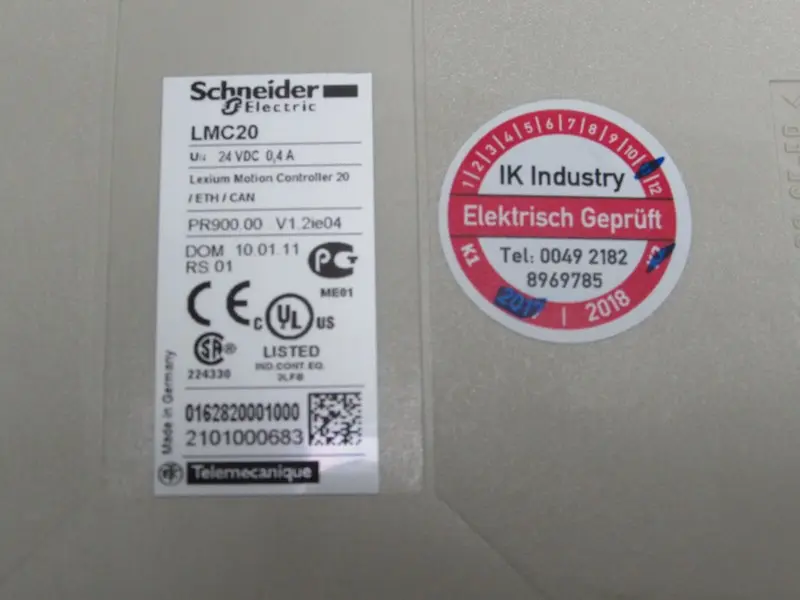 Schneider
Electric
LMC20
UN 24 VDC 0,4 A
Lexium Motion Controller 20
/ ETH / CAN
PR900.00 V1.2ie04
DOM 10.01.11
RS 01
ME01
CE
c UL US
LISTED
IND.CONT. EQ.
SA ®
224330
Made in Germany
0162820001000
2101000683
Telemecanique
1|2|3|4|5|6|7|8|9|10| |12
IK Industry
Elektrisch Geprüft
K1
Tel: 0049 2182
8969785
2017 | 2018